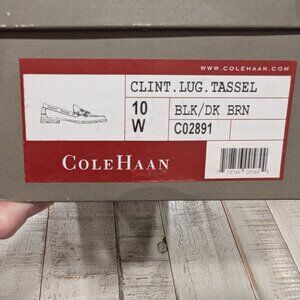 WWW.COLEHAAN.COM
CLINT.LUG.TASSEL
10 BLK/DK BRN
W C02891
COLEHAAN